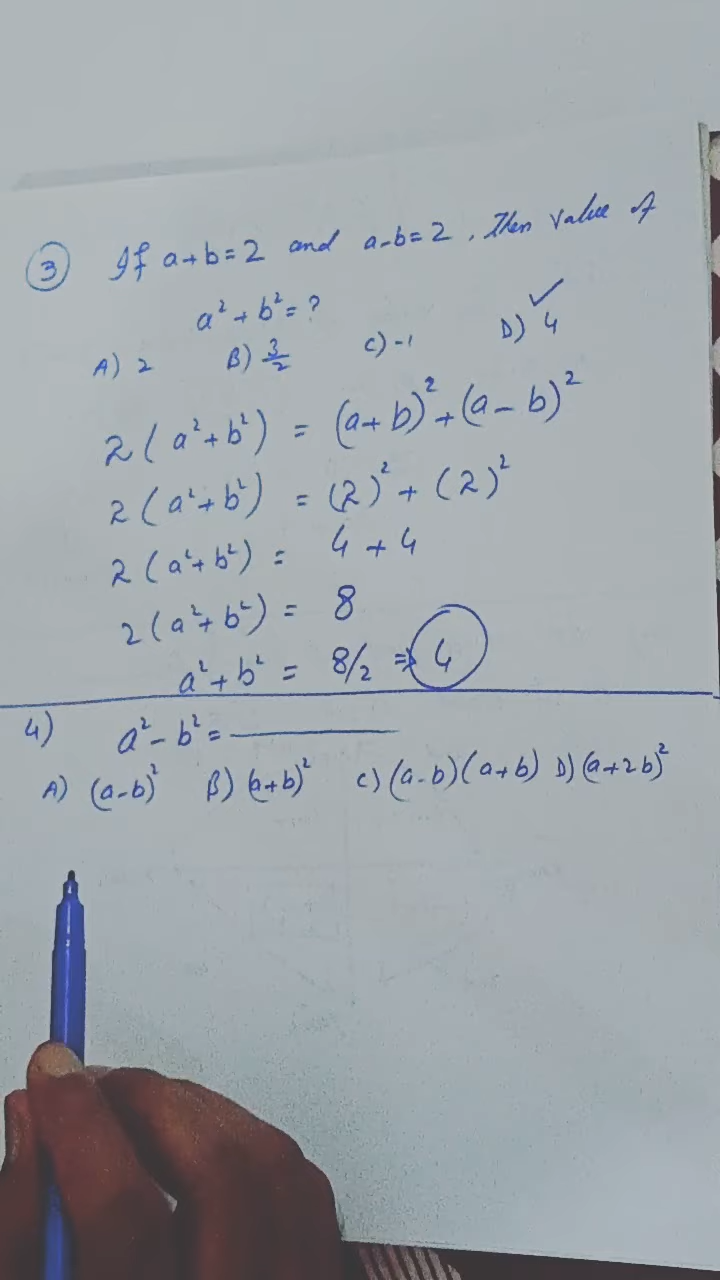 3 If a+b=2 and a-b=2, Then value of
a²+b²=?
A) 2 B) 3/2 C) -1 D) 4 ✓
2(a²+b²) = (a+b)²+(a-b)²
2(a²+b²) = (2)²+(2)²
2(a²+b²) = 4+4
2(a²+b²) = 8
a²+b² = 8/2 ⇒ 4
4) a²-b²=______
A) (a-b)² B) (a+b)² C) (a-b)(a+b) D) (a+2b)²